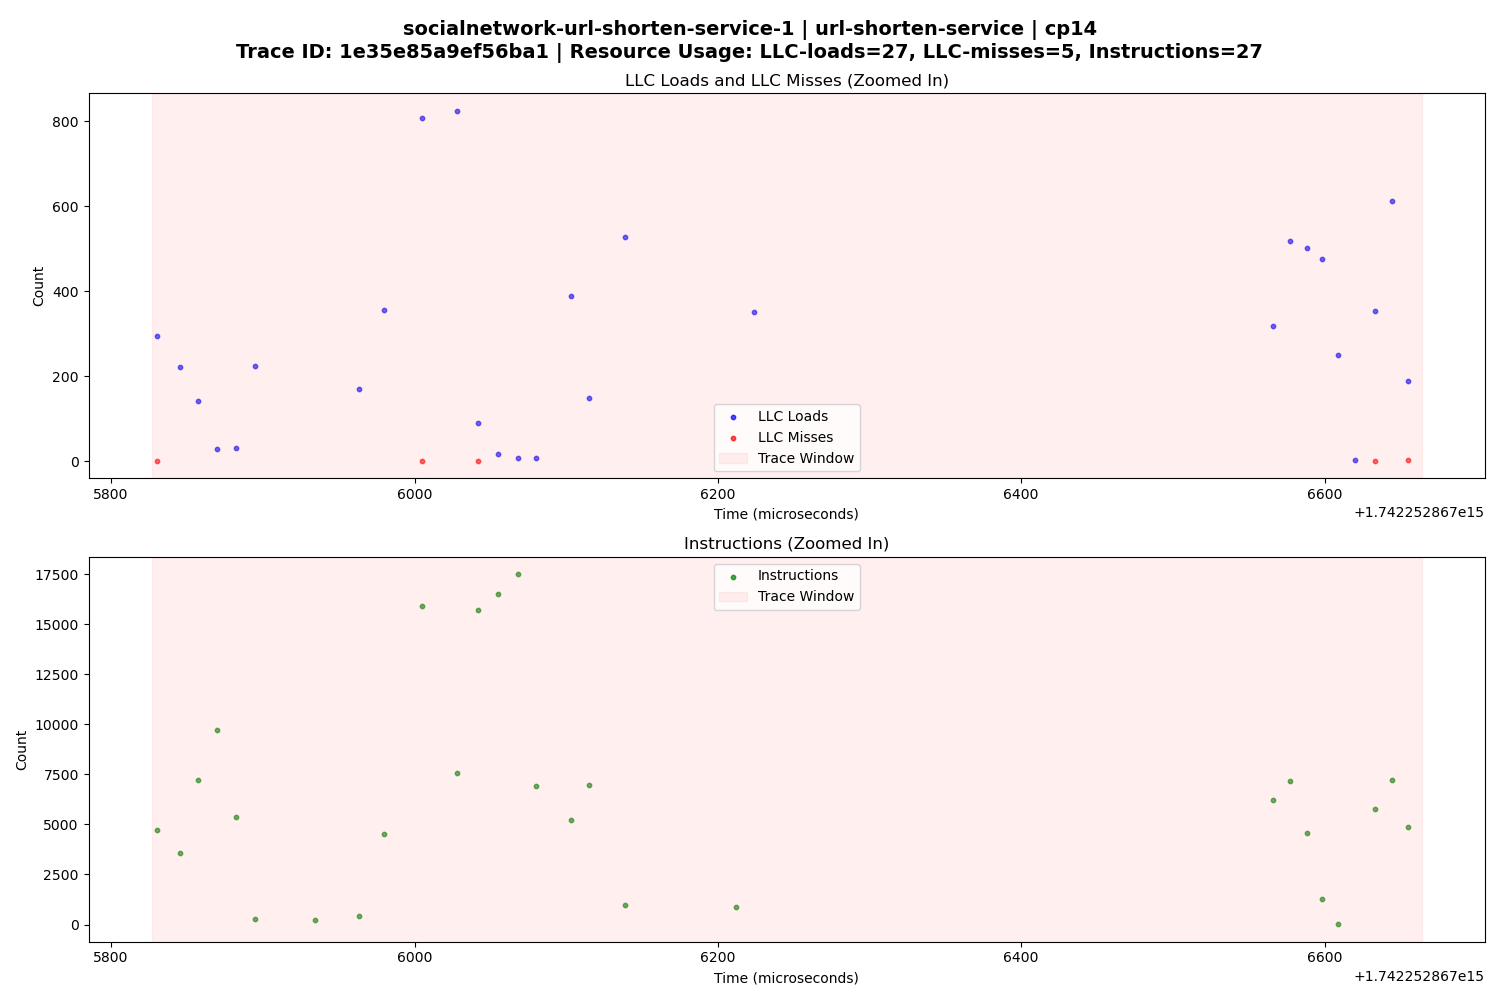 socialnetwork-url-shorten-service-1 | url-shorten-service | cp14
Trace ID: 1e35e85a9ef56ba1 | Resource Usage: LLC-loads=27, LLC-misses=5, Instructions=27
LLC Loads and LLC Misses (Zoomed In)
800
600
400
200
0
Count
LLC Loads
LLC Misses
Trace Window
5800 6000 6200 6400 6600
Time (microseconds)
+1.742252867e15
Instructions (Zoomed In)
17500
15000
12500
10000
7500
5000
2500
0
Count
Instructions
Trace Window
5800 6000 6200 6400 6600
Time (microseconds)
+1.742252867e15